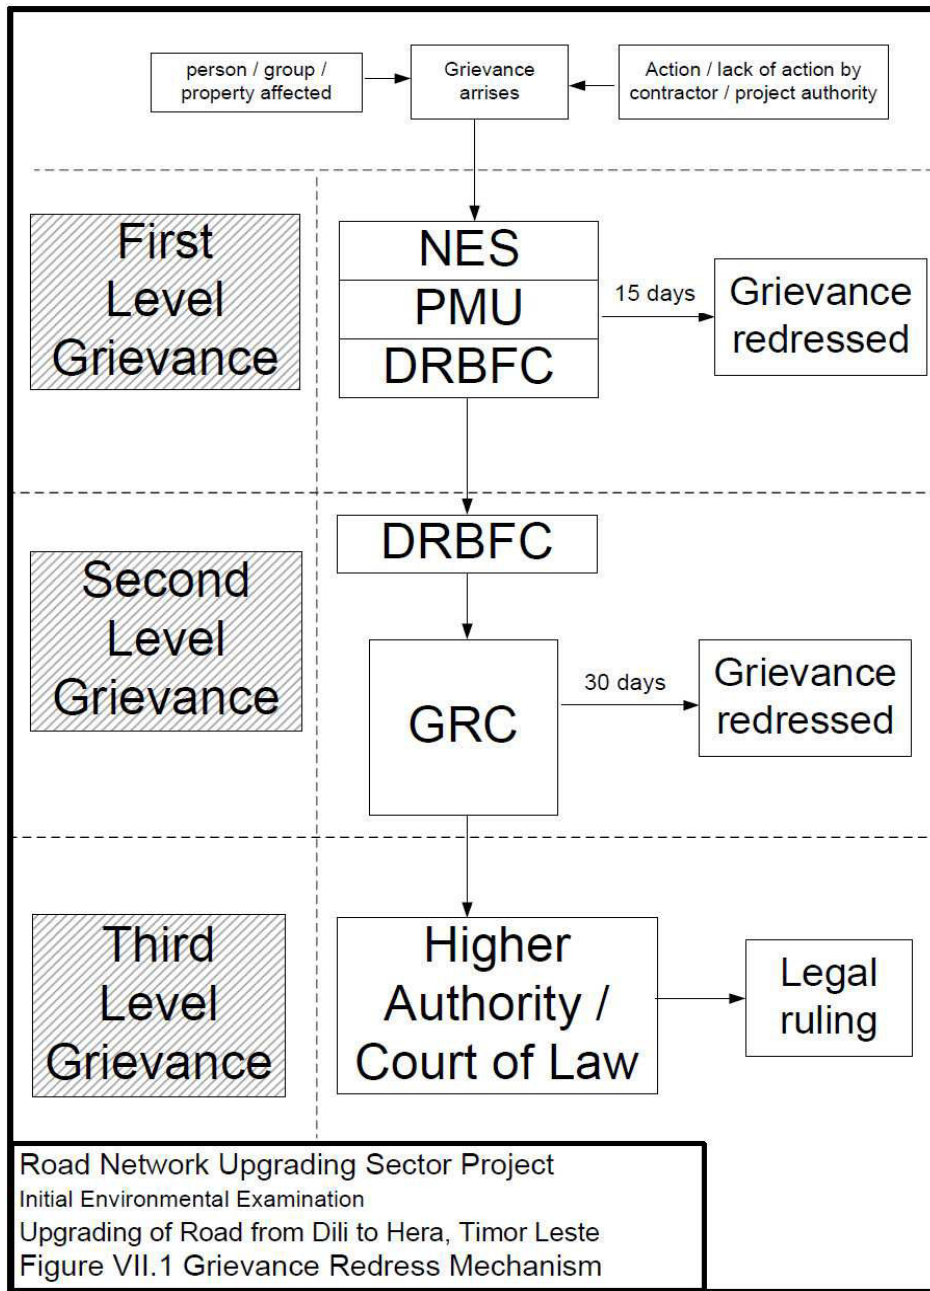 person / group /
property affected
Grievance
arrises
Action / lack of action by
contractor / project authority
First
Level
Grievance
NES
PMU
DRBFC
15 days
Grievance
redressed
Second
Level
Grievance
DRBFC
GRC
30 days
Grievance
redressed
Third
Level
Grievance
Higher
Authority /
Court of Law
Legal
ruling
Road Network Upgrading Sector Project
Initial Environmental Examination
Upgrading of Road from Dili to Hera, Timor Leste
Figure VII.1 Grievance Redress Mechanism